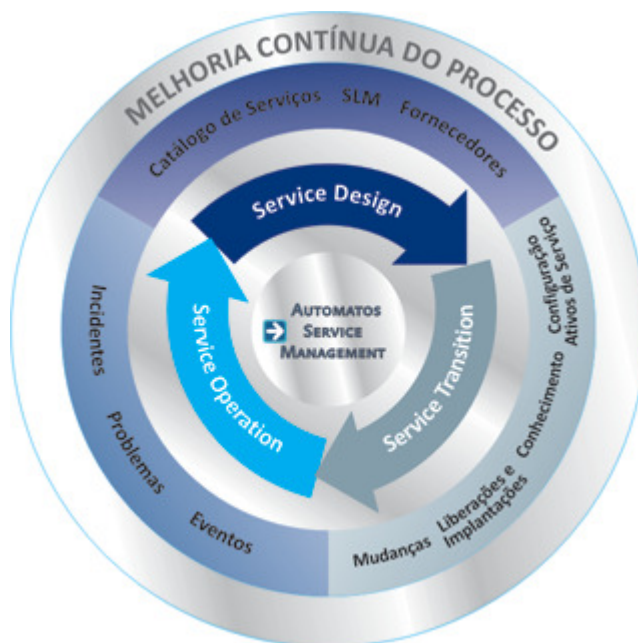 MELHORIA CONTÍNUA DO PROCESSO
Catálogo de Serviços SLM Fornecedores
Service Design
Configuração
Ativos de Serviço
Conhecimento
Liberações e
Implantações
Mudanças
Service Transition
Service Operation
Incidentes
Problemas
Eventos
AUTOMATOS
SERVICE
MANAGEMENT